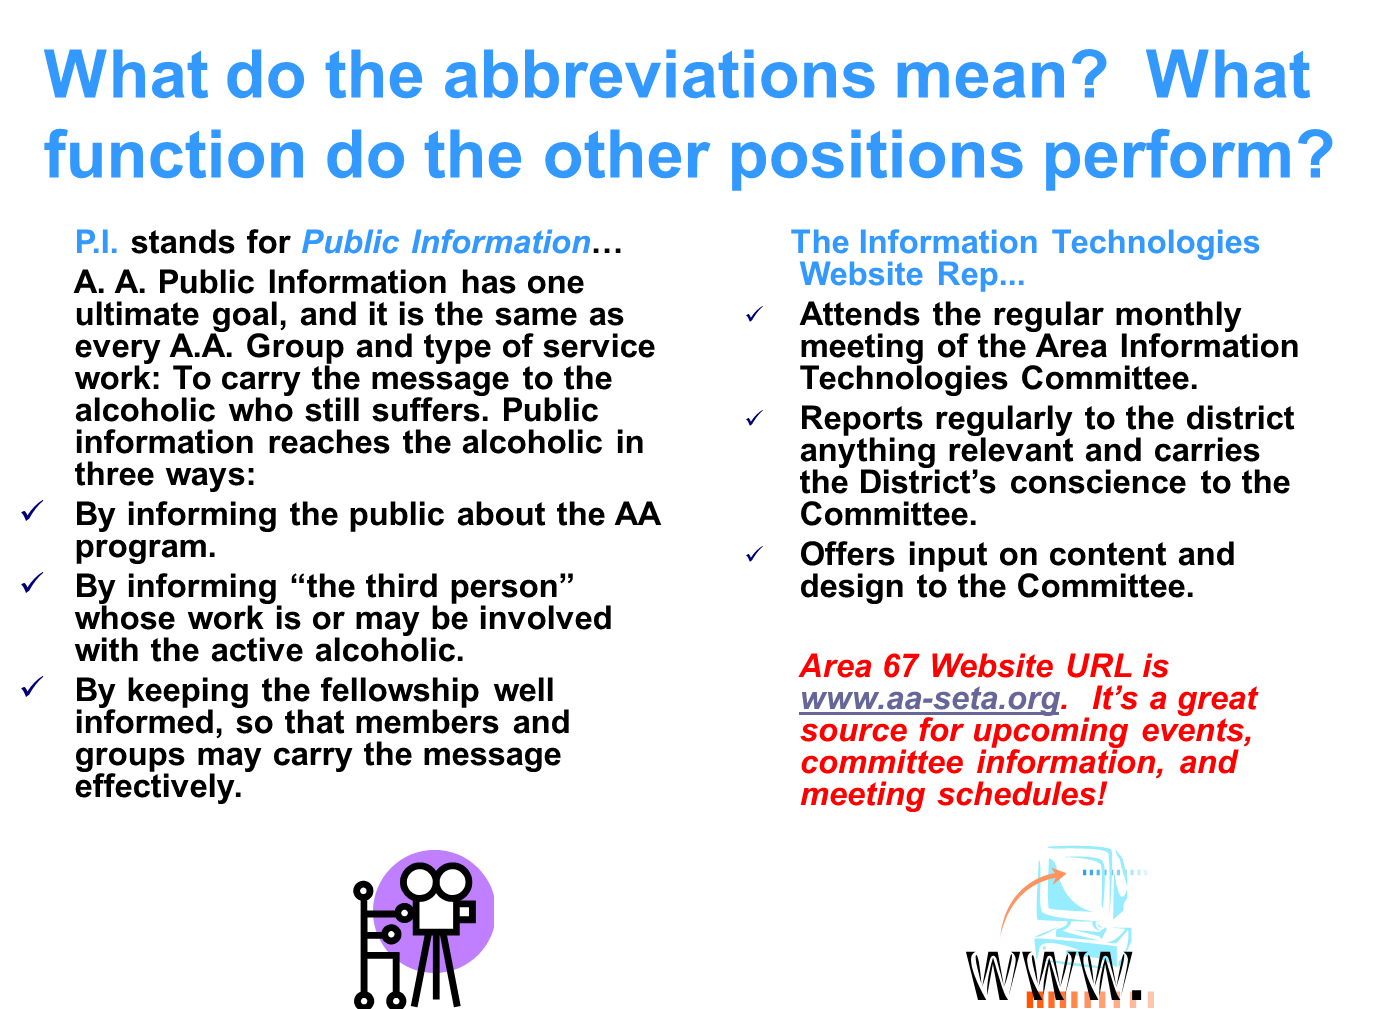 What do the abbreviations mean?  What
function do the other positions perform?
P.I. stands for Public Information…
A. A. Public Information has one
ultimate goal, and it is the same as
every A.A. Group and type of service
work: To carry the message to the
alcoholic who still suffers. Public
information reaches the alcoholic in
three ways:
✓ By informing the public about the AA
program.
✓ By informing “the third person”
whose work is or may be involved
with the active alcoholic.
✓ By keeping the fellowship well
informed, so that members and
groups may carry the message
effectively.
The Information Technologies
Website Rep...
✓ Attends the regular monthly
meeting of the Area Information
Technologies Committee.
✓ Reports regularly to the district
anything relevant and carries
the District’s conscience to the
Committee.
✓ Offers input on content and
design to the Committee.
Area 67 Website URL is
www.aa-seta.org.  It’s a great
source for upcoming events,
committee information, and
meeting schedules!
WWW.